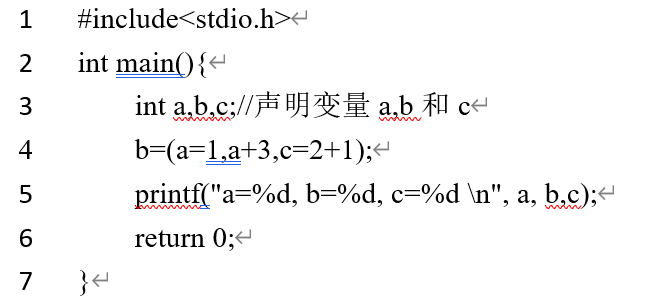 1 #include<stdio.h>↵
2 int main(){↵
3 int a,b,c;//声明变量 a,b 和 c↵
4 b=(a=1,a+3,c=2+1);↵
5 printf("a=%d, b=%d, c=%d \n", a, b,c);↵
6 return 0;↵
7 }↵